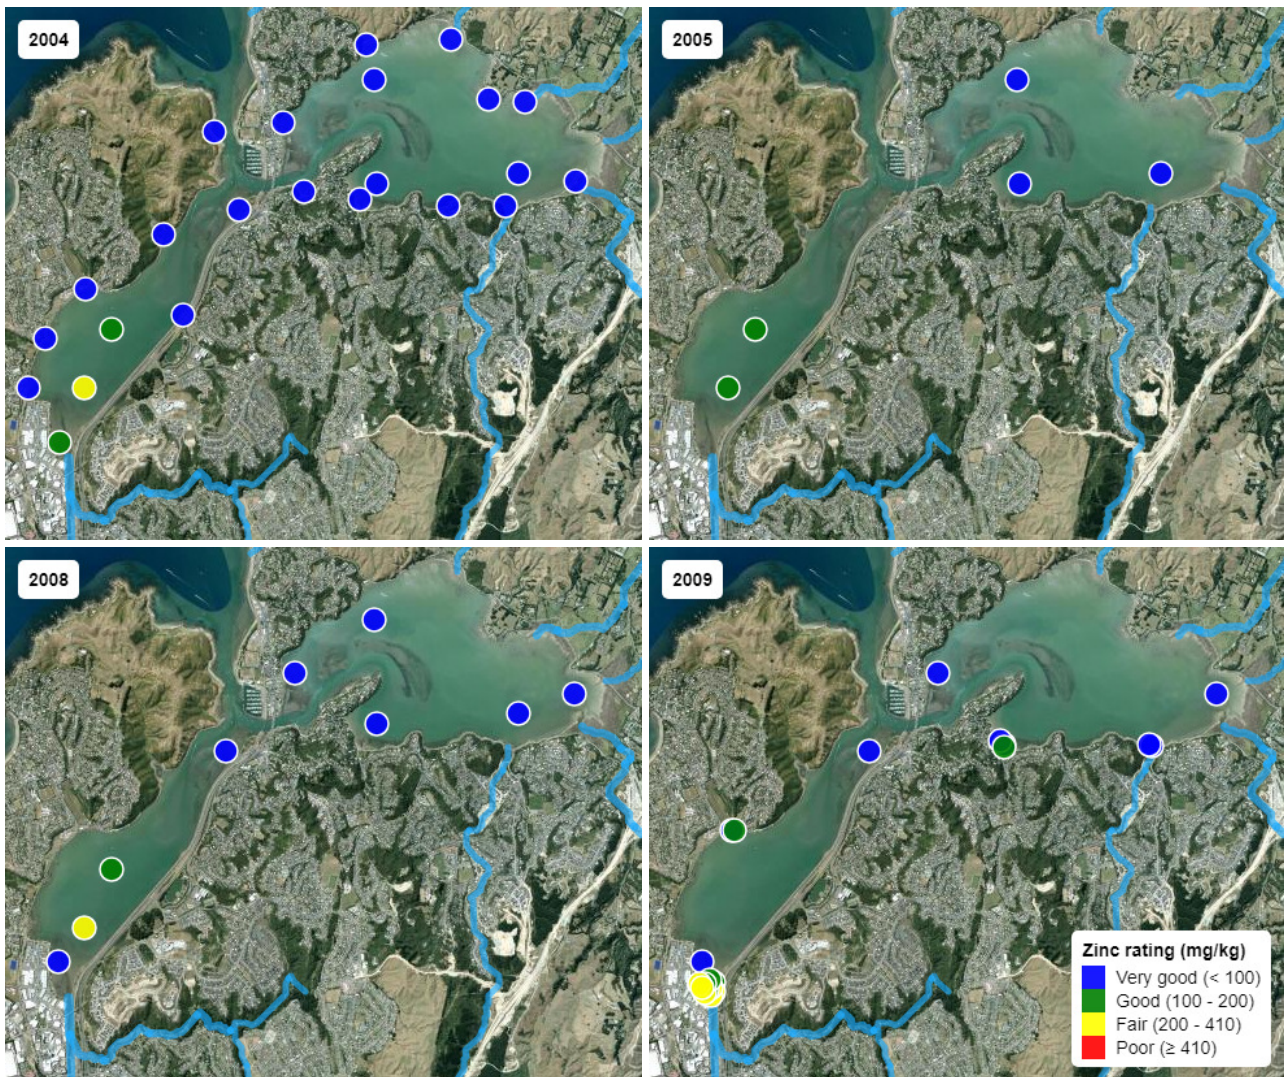 2004
2005
2008
2009
Zinc rating (mg/kg)
Very good (< 100)
Good (100 - 200)
Fair (200 - 410)
Poor (≥ 410)